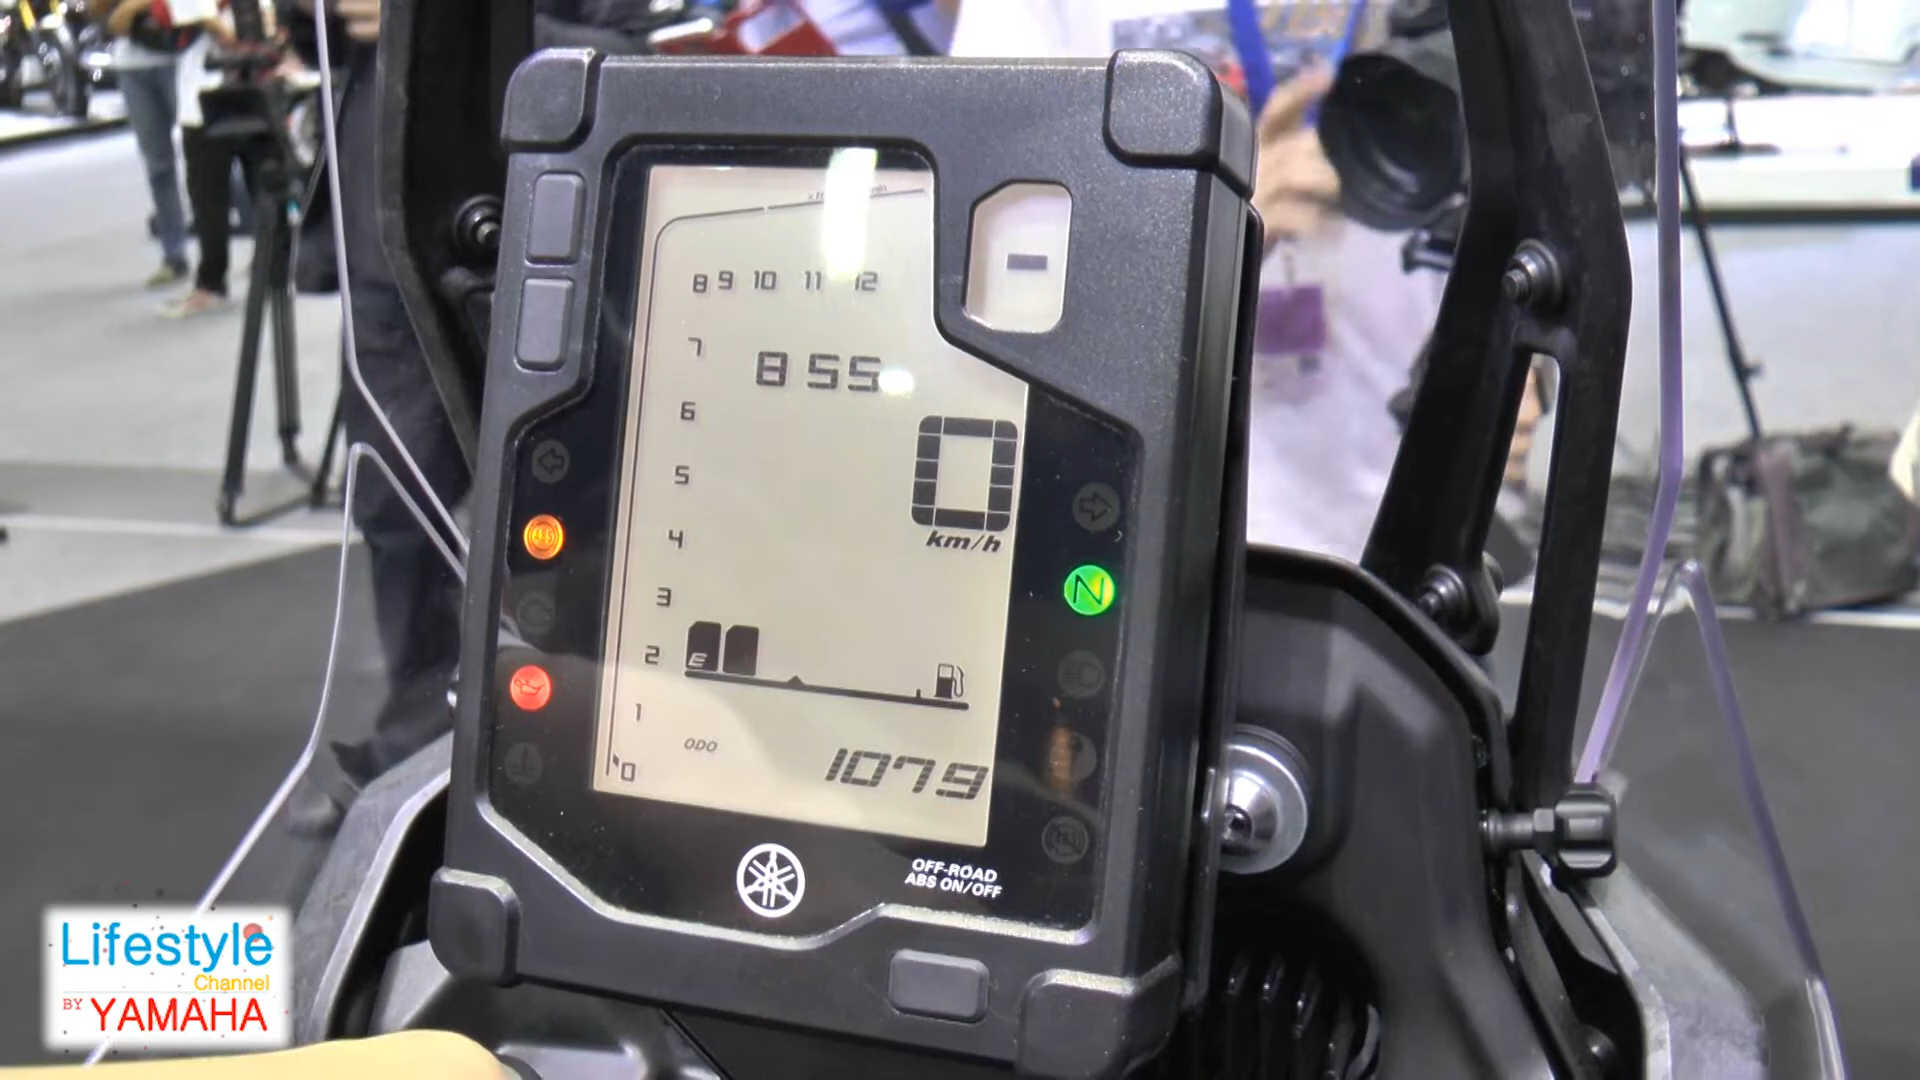 8 9 10 11 12
7
8 55
6
5
0
4
km/h
ABS
N
3
2
E
1
ODO
1079
0
OFF-ROAD
ABS ON/OFF
Lifestyle
Channel
BY YAMAHA